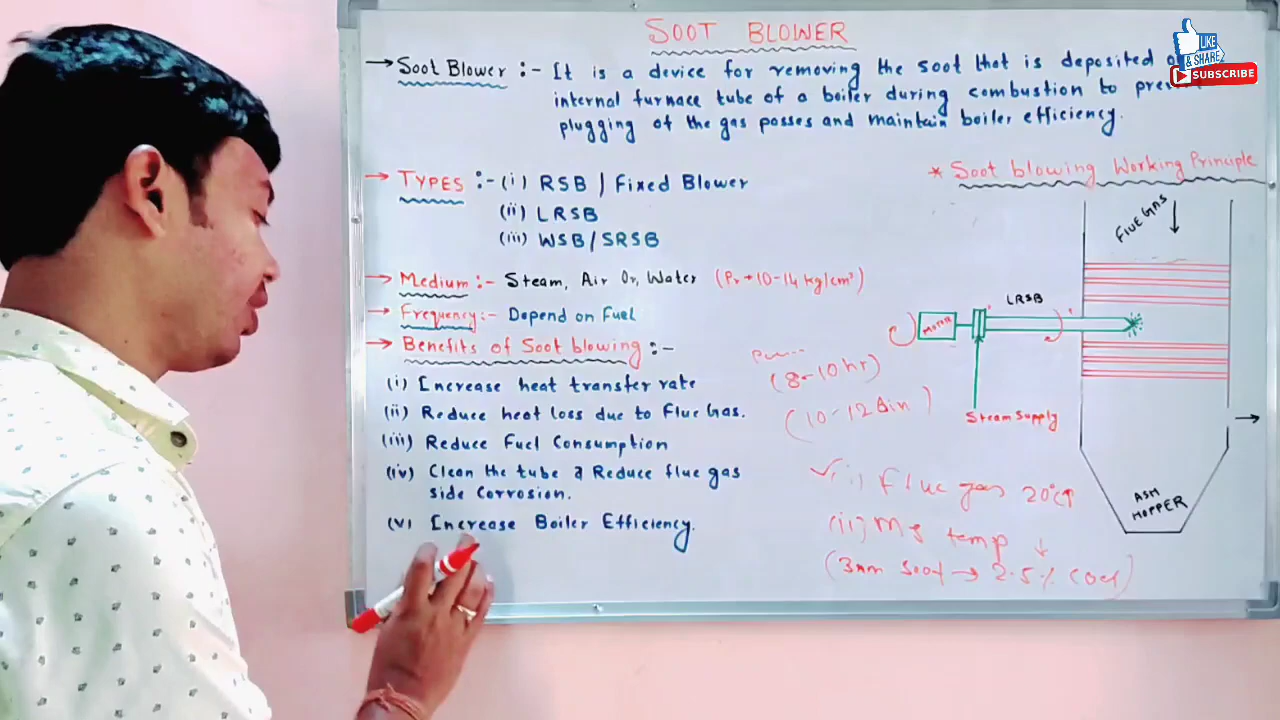 SOOT BLOWER
→ Soot Blower :- It is a device for removing the soot that is deposited
internal furnace tube of a boiler during combustion to
plugging of the gas passes and maintain boiler efficiency.
→ TYPES :- (i) RSB / Fixed Blower
(ii) LRSB
(iii) WSB/SRSB
→ Medium :- Steam, Air Or, Water (Pr → 10-14 kg/cm²)
→ Frequency :- Depend on Fuel
→ Benefits of Soot blowing :-
(i) Increase heat transfer rate
(ii) Reduce heat loss due to Flue Gas.
(iii) Reduce Fuel Consumption
(iv) Clean the tube & Reduce flue gas
side Corrosion.
(v) Increase Boiler Efficiency.
(8-10 hr)
(10-12 )
✓(i) Flue gas 20°C↑
(ii) MS temp ↓
(3mm Soot → 2.5%
* Soot blowing Working Principle
FLUE GAS
LRSB
MOTOR
Steam Supply
ASH
HOPPER
LIKE
& SHARE
SUBSCRIBE